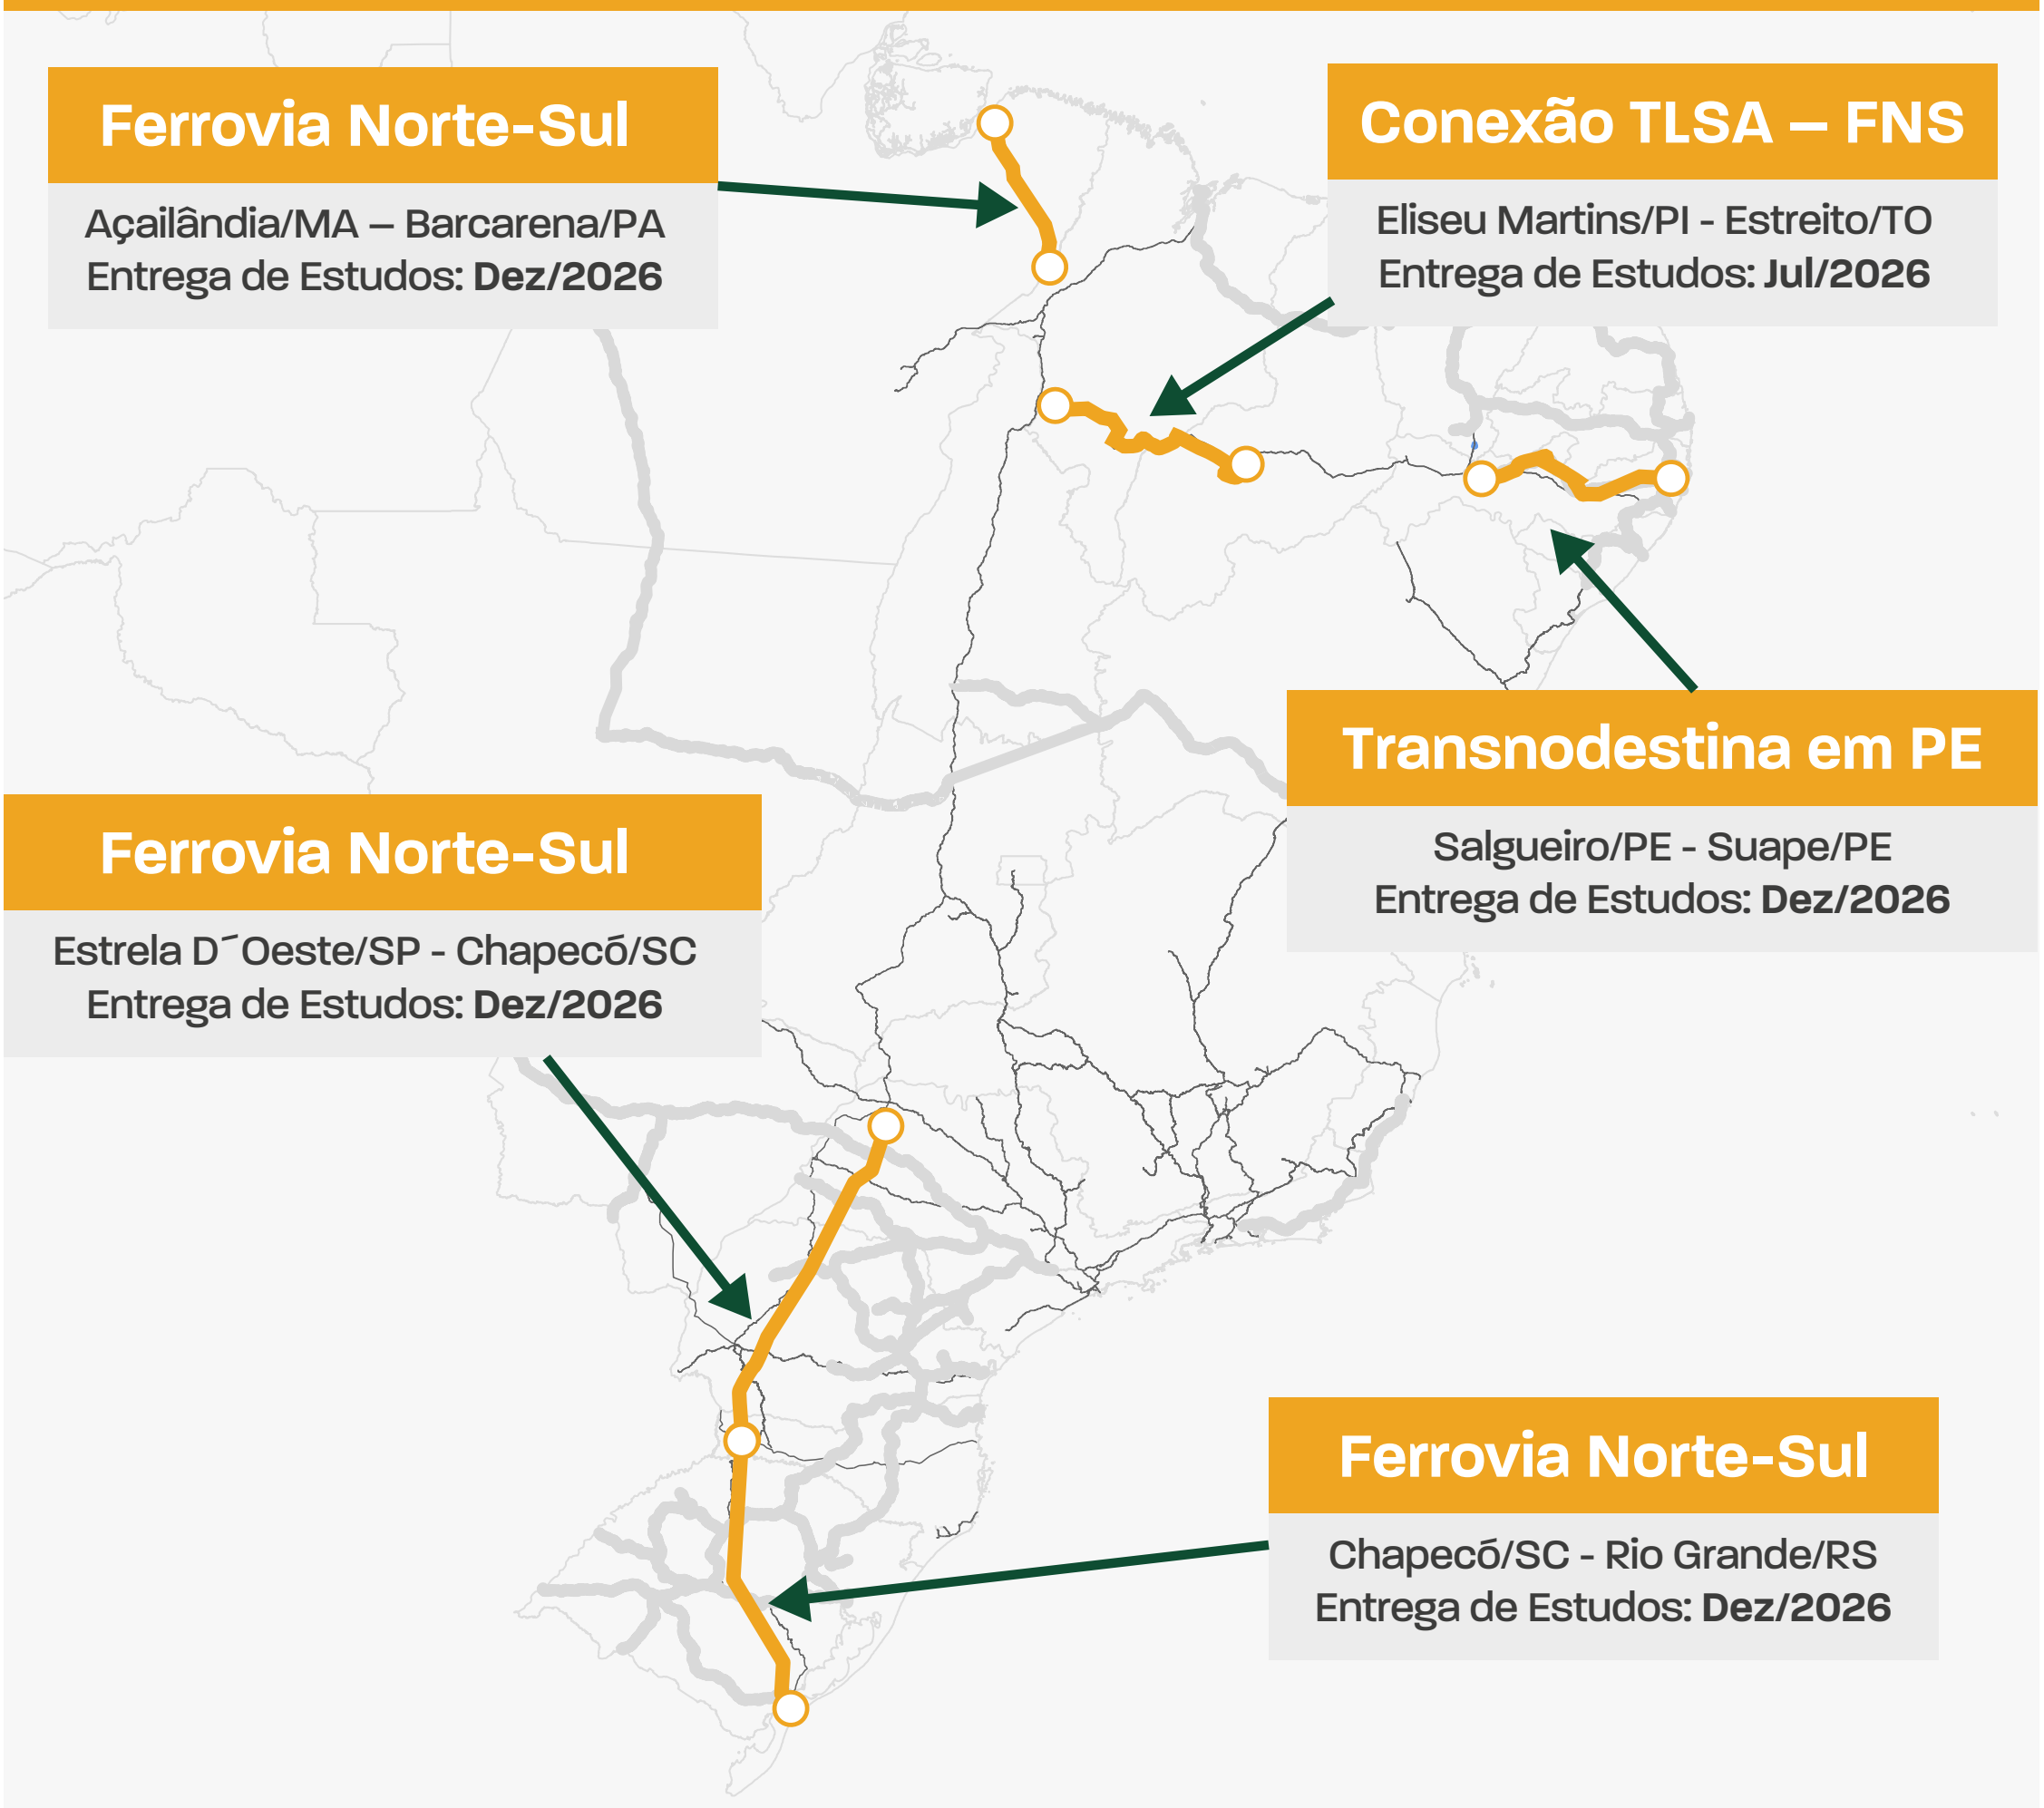 Ferrovia Norte-Sul
Açailândia/MA – Barcarena/PA
Entrega de Estudos: Dez/2026
Conexão TLSA – FNS
Eliseu Martins/PI - Estreito/TO
Entrega de Estudos: Jul/2026
Transnodestina em PE
Salgueiro/PE - Suape/PE
Entrega de Estudos: Dez/2026
Ferrovia Norte-Sul
Estrela D´Oeste/SP - Chapecó/SC
Entrega de Estudos: Dez/2026
Ferrovia Norte-Sul
Chapecó/SC - Rio Grande/RS
Entrega de Estudos: Dez/2026